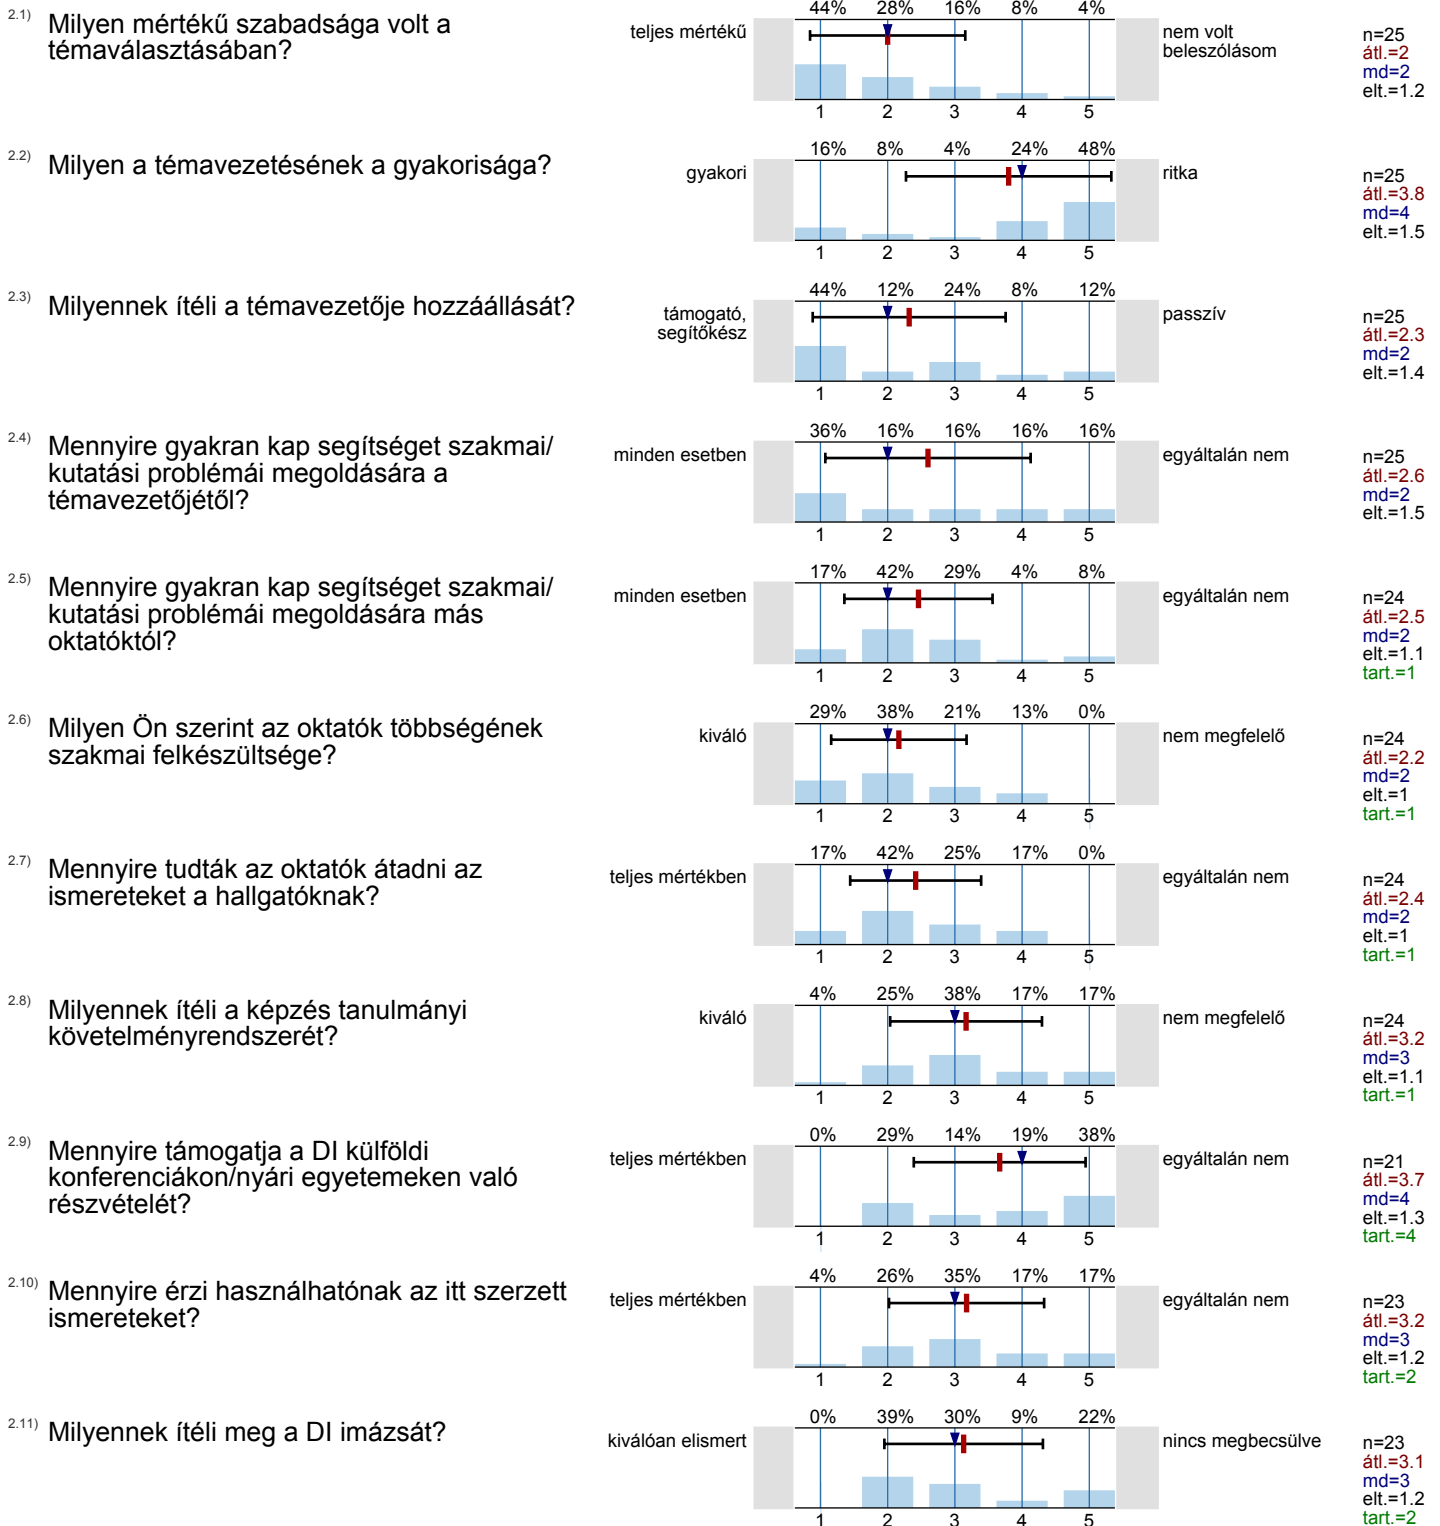 2.1) Milyen mértékű szabadsága volt a
témaválasztásában?
teljes mértékű
nem volt
beleszólásom
44% 28% 16% 8% 4%
1 2 3 4 5
n=25
átl.=2
md=2
elt.=1.2
2.2) Milyen a témavezetésének a gyakorisága?
gyakori
ritka
16% 8% 4% 24% 48%
1 2 3 4 5
n=25
átl.=3.8
md=4
elt.=1.5
2.3) Milyennek ítéli a témavezetője hozzáállását?
támogató,
segítőkész
passzív
44% 12% 24% 8% 12%
1 2 3 4 5
n=25
átl.=2.3
md=2
elt.=1.4
2.4) Mennyire gyakran kap segítséget szakmai/
kutatási problémái megoldására a
témavezetőjétől?
minden esetben
egyáltalán nem
36% 16% 16% 16% 16%
1 2 3 4 5
n=25
átl.=2.6
md=2
elt.=1.5
2.5) Mennyire gyakran kap segítséget szakmai/
kutatási problémái megoldására más
oktatóktól?
minden esetben
egyáltalán nem
17% 42% 29% 4% 8%
1 2 3 4 5
n=24
átl.=2.5
md=2
elt.=1.1
tart.=1
2.6) Milyen Ön szerint az oktatók többségének
szakmai felkészültsége?
kiváló
nem megfelelő
29% 38% 21% 13% 0%
1 2 3 4 5
n=24
átl.=2.2
md=2
elt.=1
tart.=1
2.7) Mennyire tudták az oktatók átadni az
ismereteket a hallgatóknak?
teljes mértékben
egyáltalán nem
17% 42% 25% 17% 0%
1 2 3 4 5
n=24
átl.=2.4
md=2
elt.=1
tart.=1
2.8) Milyennek ítéli a képzés tanulmányi
követelményrendszerét?
kiváló
nem megfelelő
4% 25% 38% 17% 17%
1 2 3 4 5
n=24
átl.=3.2
md=3
elt.=1.1
tart.=1
2.9) Mennyire támogatja a DI külföldi
konferenciákon/nyári egyetemeken való
részvételét?
teljes mértékben
egyáltalán nem
0% 29% 14% 19% 38%
1 2 3 4 5
n=21
átl.=3.7
md=4
elt.=1.3
tart.=4
2.10) Mennyire érzi használhatónak az itt szerzett
ismereteket?
teljes mértékben
egyáltalán nem
4% 26% 35% 17% 17%
1 2 3 4 5
n=23
átl.=3.2
md=3
elt.=1.2
tart.=2
2.11) Milyennek ítéli meg a DI imázsát?
kiválóan elismert
nincs megbecsülve
0% 39% 30% 9% 22%
1 2 3 4 5
n=23
átl.=3.1
md=3
elt.=1.2
tart.=2